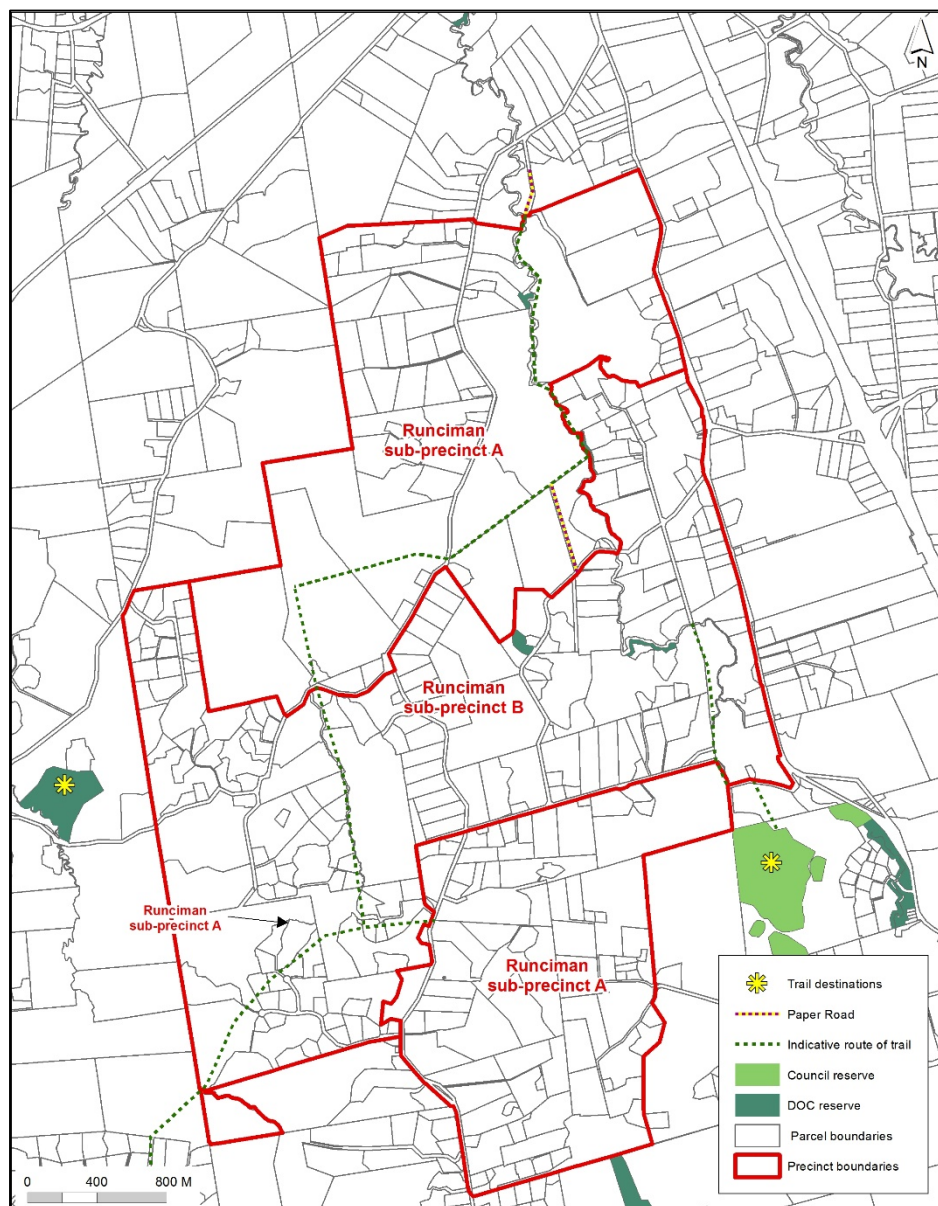 N
Runciman
sub-precinct A
Runciman
sub-precinct B
Runciman
sub-precinct A
Runciman
sub-precinct A
Trail destinations
Paper Road
Indicative route of trail
Council reserve
DOC reserve
Parcel boundaries
Precinct boundaries
0 400 800 M